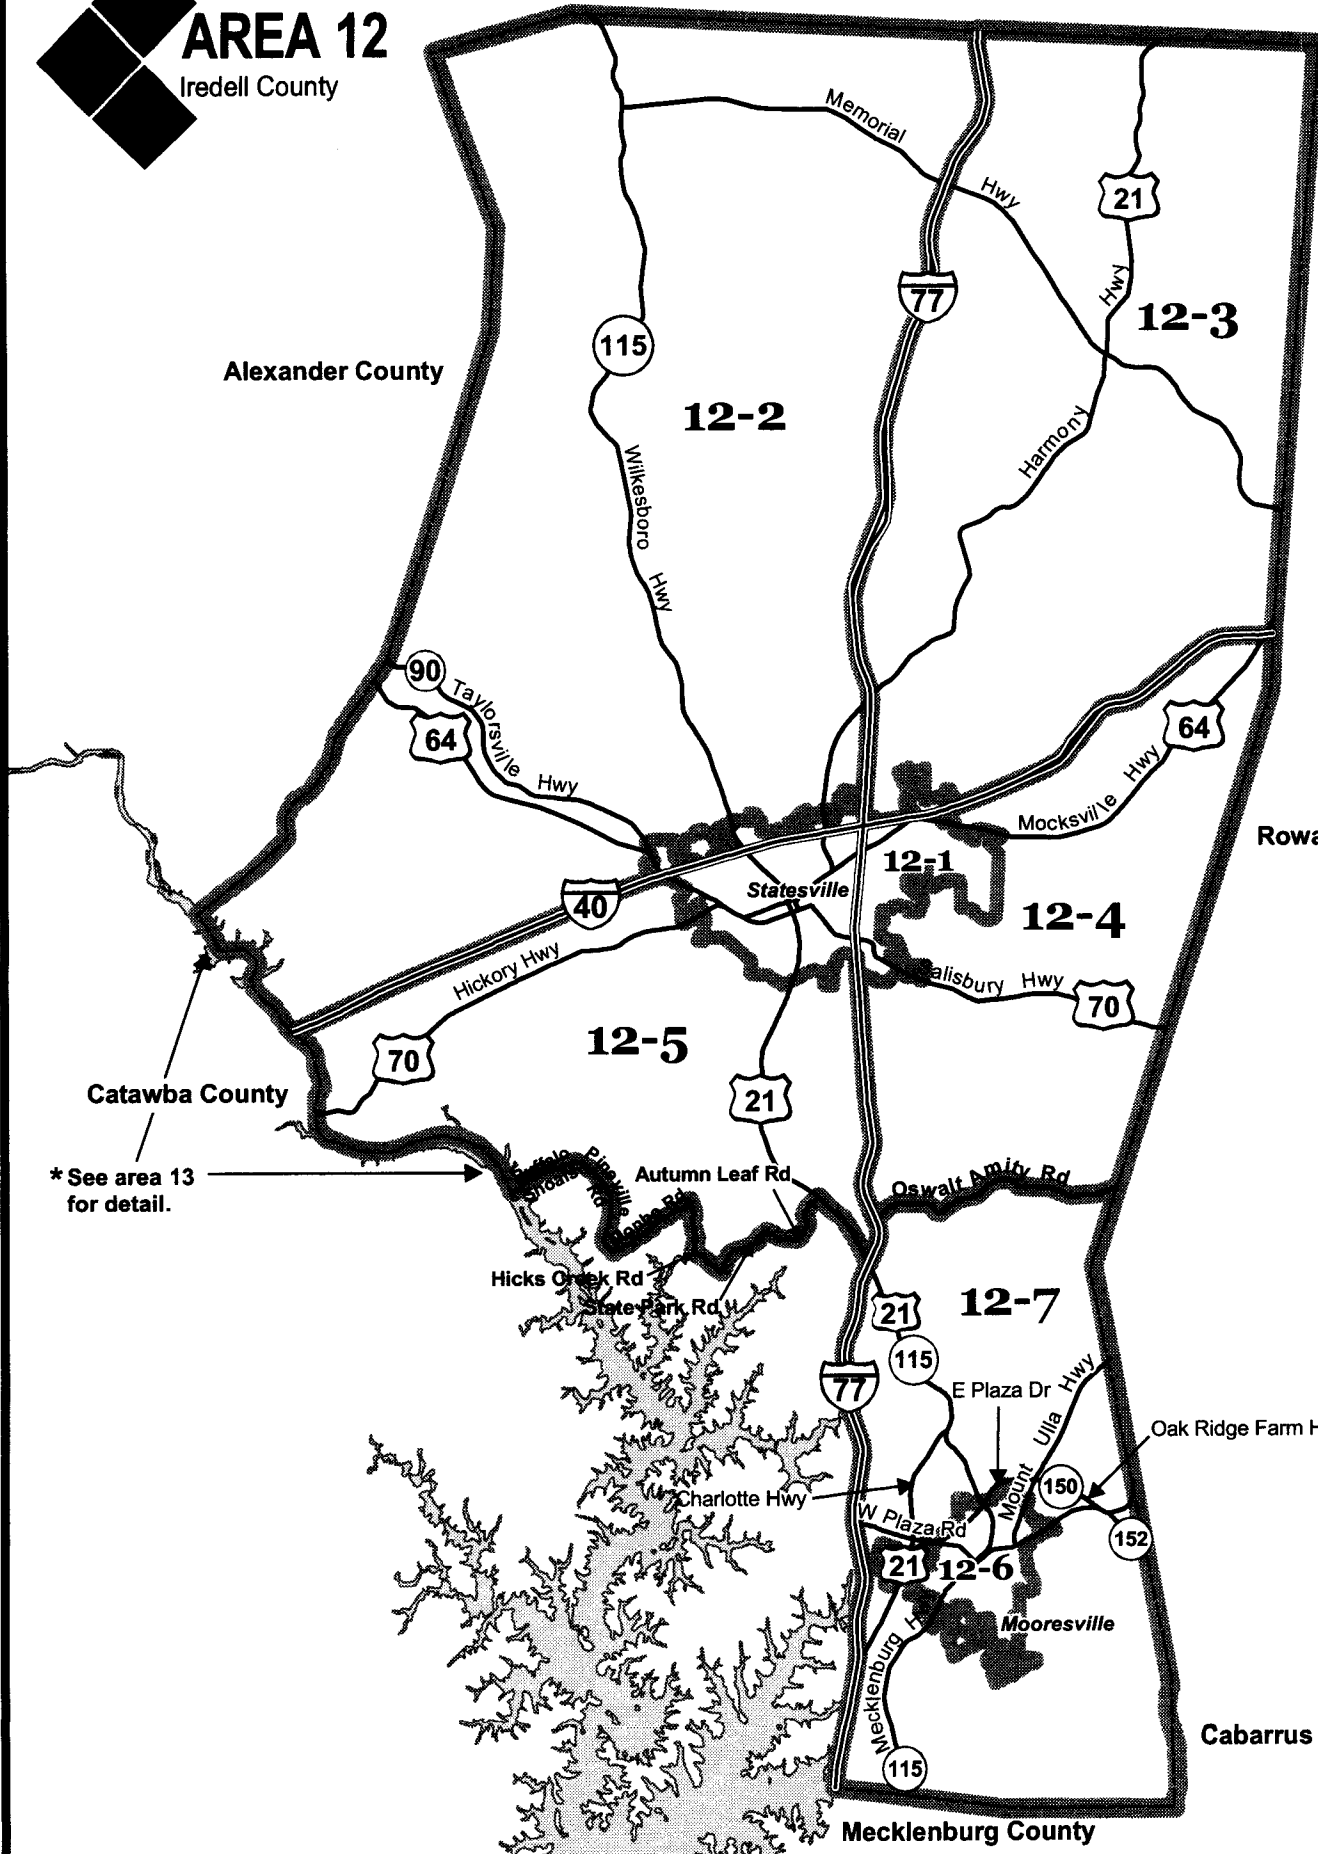 AREA 12
Iredell County
Memorial
Hwy
21
Hwy
77
12-3
115
Alexander County
12-2
Harmony
Wilkesboro
Hwy
90
Taylorsville
Hwy
64
64
Mocksville Hwy
Rowa
12-1
Statesville
40
12-4
Hickory Hwy
alisbury Hwy
70
12-5
70
21
Catawba County
* See area 13
for detail.
Pineville
Rd
Shoals
Autumn Leaf Rd
Oswalt Amity Rd
Hicks Creek Rd
State Park Rd
21
12-7
115
77
E Plaza Dr
Mount Ulla Hwy
Oak Ridge Farm H
150
Charlotte Hwy
W Plaza Rd
152
21
12-6
Mooresville
Mecklenburg H
115
Cabarrus
Mecklenburg County